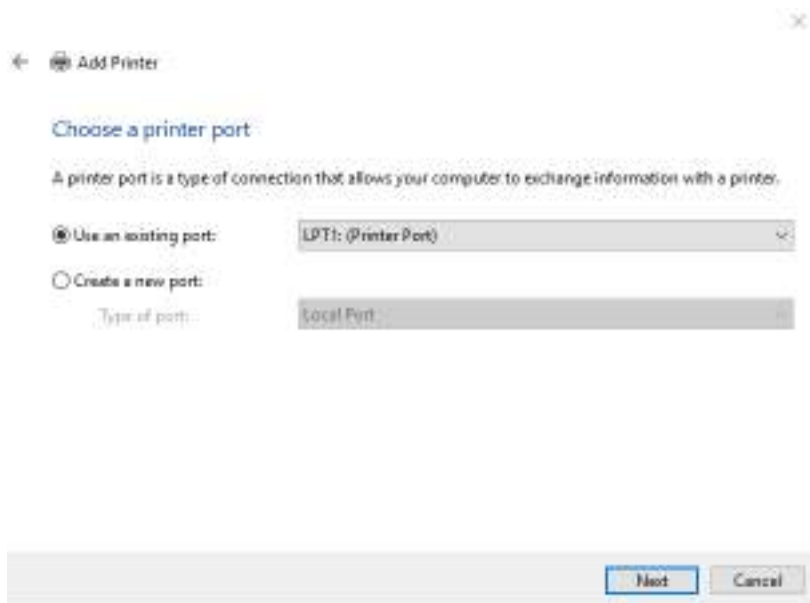 Add Printer
Choose a printer port
A printer port is a type of connection that allows your computer to exchange information with a printer.
Use an existing port: LPT1: (Printer Port)
Create a new port:
Type of port: Local Port
Next Cancel